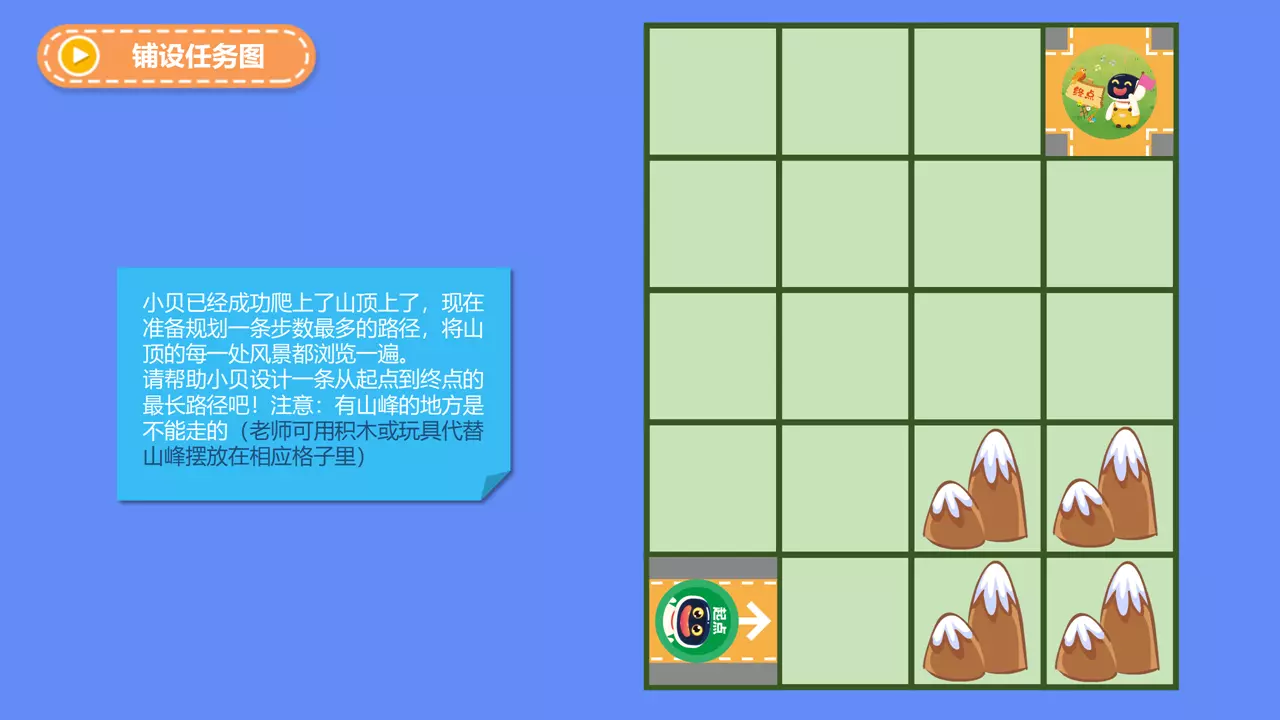 铺设任务图
终点
小贝已经成功爬上了山顶上了，现在
准备规划一条步数最多的路径，将山
顶的每一处风景都浏览一遍。
请帮助小贝设计一条从起点到终点的
最长路径吧！注意：有山峰的地方是
不能走的（老师可用积木或玩具代替
山峰摆放在相应格子里）
起点